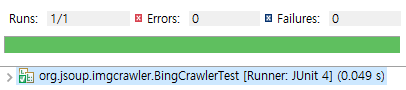 Runs: 1/1 Errors: 0 Failures: 0
org.jsoup.imgcrawler.BingCrawlerTest [Runner: JUnit 4] (0.049 s)